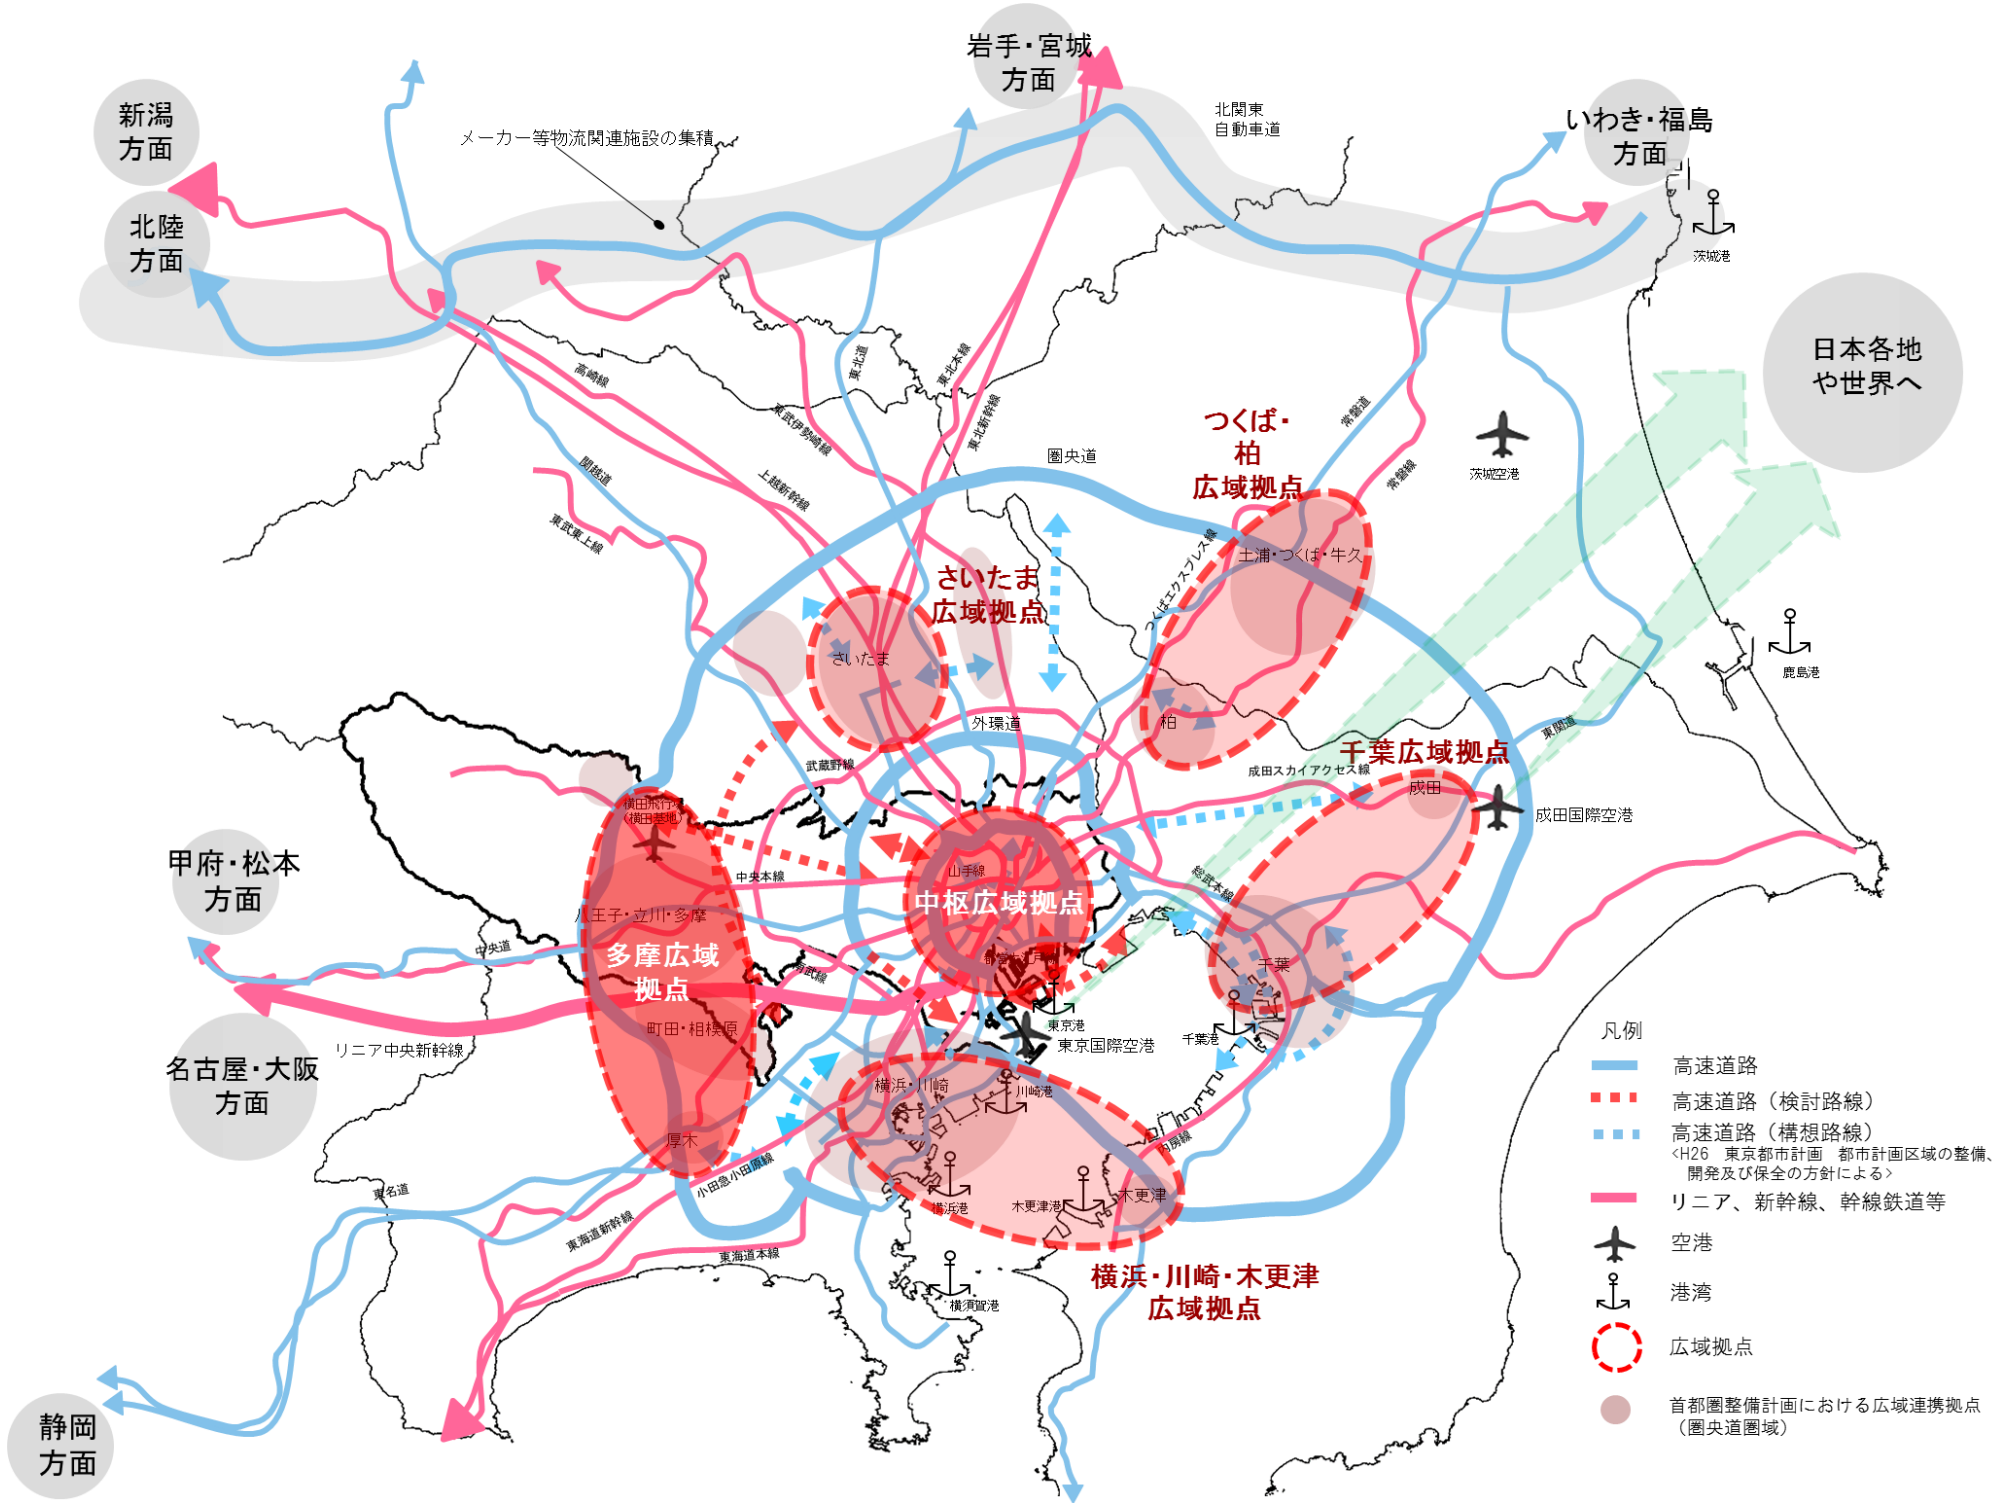 岩手・宮城
方面
新潟
方面
北陸
方面
メーカー等物流関連施設の集積
北関東
自動車道
いわき・福島
方面
茨城港
日本各地
や世界へ
高崎線
東北道
東北本線
東武伊勢崎線
東北新幹線
常磐道
つくば・
柏
広域拠点
圏央道
常磐線
茨城空港
関越道
上越新幹線
東武東上線
つくばエクスプレス線
土浦・つくば・牛久
さいたま
広域拠点
さいたま
鹿島港
柏
外環道
東関道
千葉広域拠点
武蔵野線
成田スカイアクセス線
成田
成田国際空港
横田飛行場
（横田基地）
甲府・松本
方面
中央本線
山手線
総武本線
中枢広域拠点
八王子・立川・多摩
中央道
多摩広域
拠点
南武線
都営大江戸線
千葉
町田・相模原
リニア中央新幹線
東京港
東京国際空港
千葉港
名古屋・大阪
方面
横浜・川崎
川崎港
厚木
小田急小田原線
内房線
東名道
横浜港
木更津港
木更津
東海道新幹線
東海道本線
横須賀港
横浜・川崎・木更津
広域拠点
静岡
方面
凡例
高速道路
高速道路（検討路線）
高速道路（構想路線）
<H26　東京都市計画　都市計画区域の整備、
開発及び保全の方針による>
リニア、新幹線、幹線鉄道等
空港
港湾
広域拠点
首都圏整備計画における広域連携拠点
（圏央道圏域）